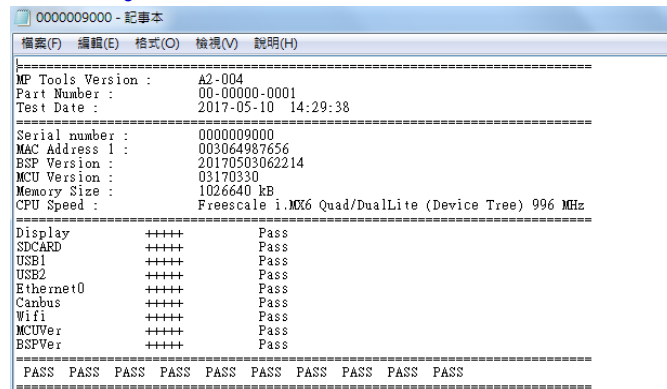 0000009000 - 記事本
檔案(F) 編輯(E) 格式(O) 檢視(V) 說明(H)
================================================================================
MP Tools Version : A2-004
Part Number : 00-00000-0001
Test Date : 2017-05-10 14:29:38
================================================================================
Serial number : 0000009000
MAC Address 1 : 003064987656
BSP Version : 20170503062214
MCU Version : 03170330
Memory Size : 1026640 kB
CPU Speed : Freescale i.MX6 Quad/DualLite (Device Tree) 996 MHz
================================================================================
Display +++++ Pass
SDCARD +++++ Pass
USB1 +++++ Pass
USB2 +++++ Pass
Ethernet0 +++++ Pass
Canbus +++++ Pass
Wifi +++++ Pass
MCUVer +++++ Pass
BSPVer +++++ Pass
================================================================================
PASS PASS PASS PASS PASS PASS PASS PASS PASS PASS
================================================================================